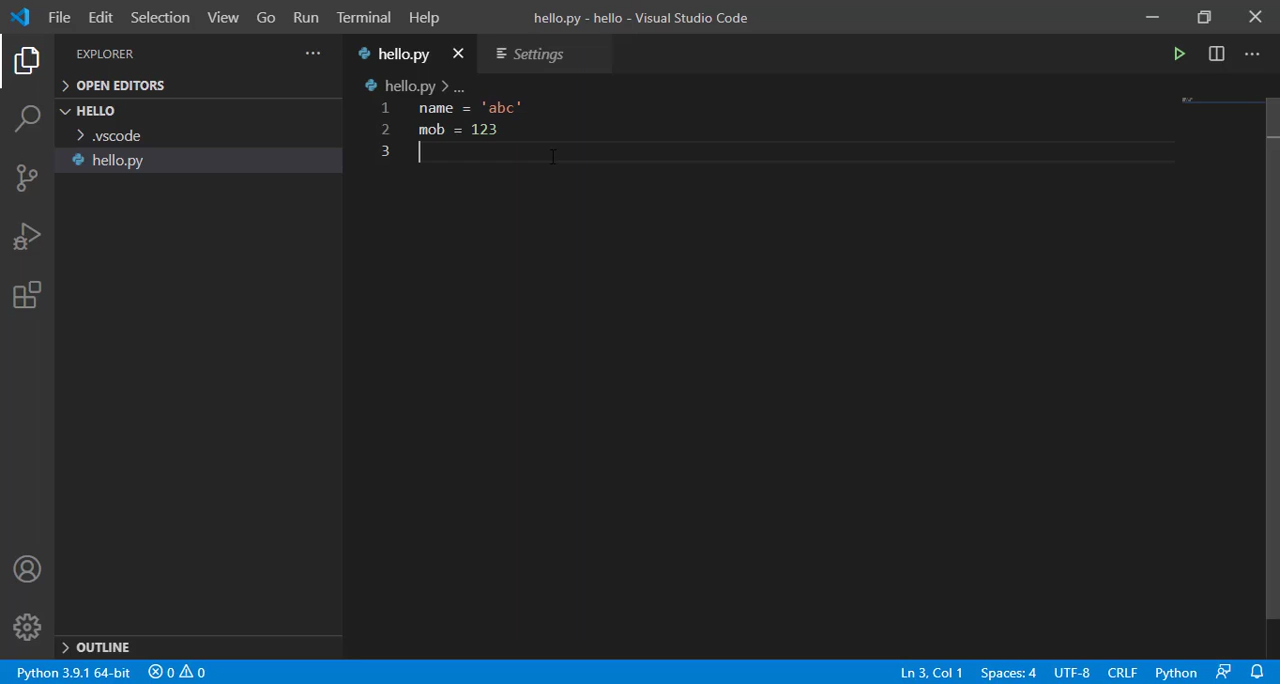 File Edit Selection View Go Run Terminal Help hello.py - hello - Visual Studio Code
EXPLORER
OPEN EDITORS
HELLO
.vscode
hello.py
hello.py Settings
hello.py > ...
1 name = 'abc'
2 mob = 123
3
OUTLINE
Python 3.9.1 64-bit 0 0 Ln 3, Col 1 Spaces: 4 UTF-8 CRLF Python